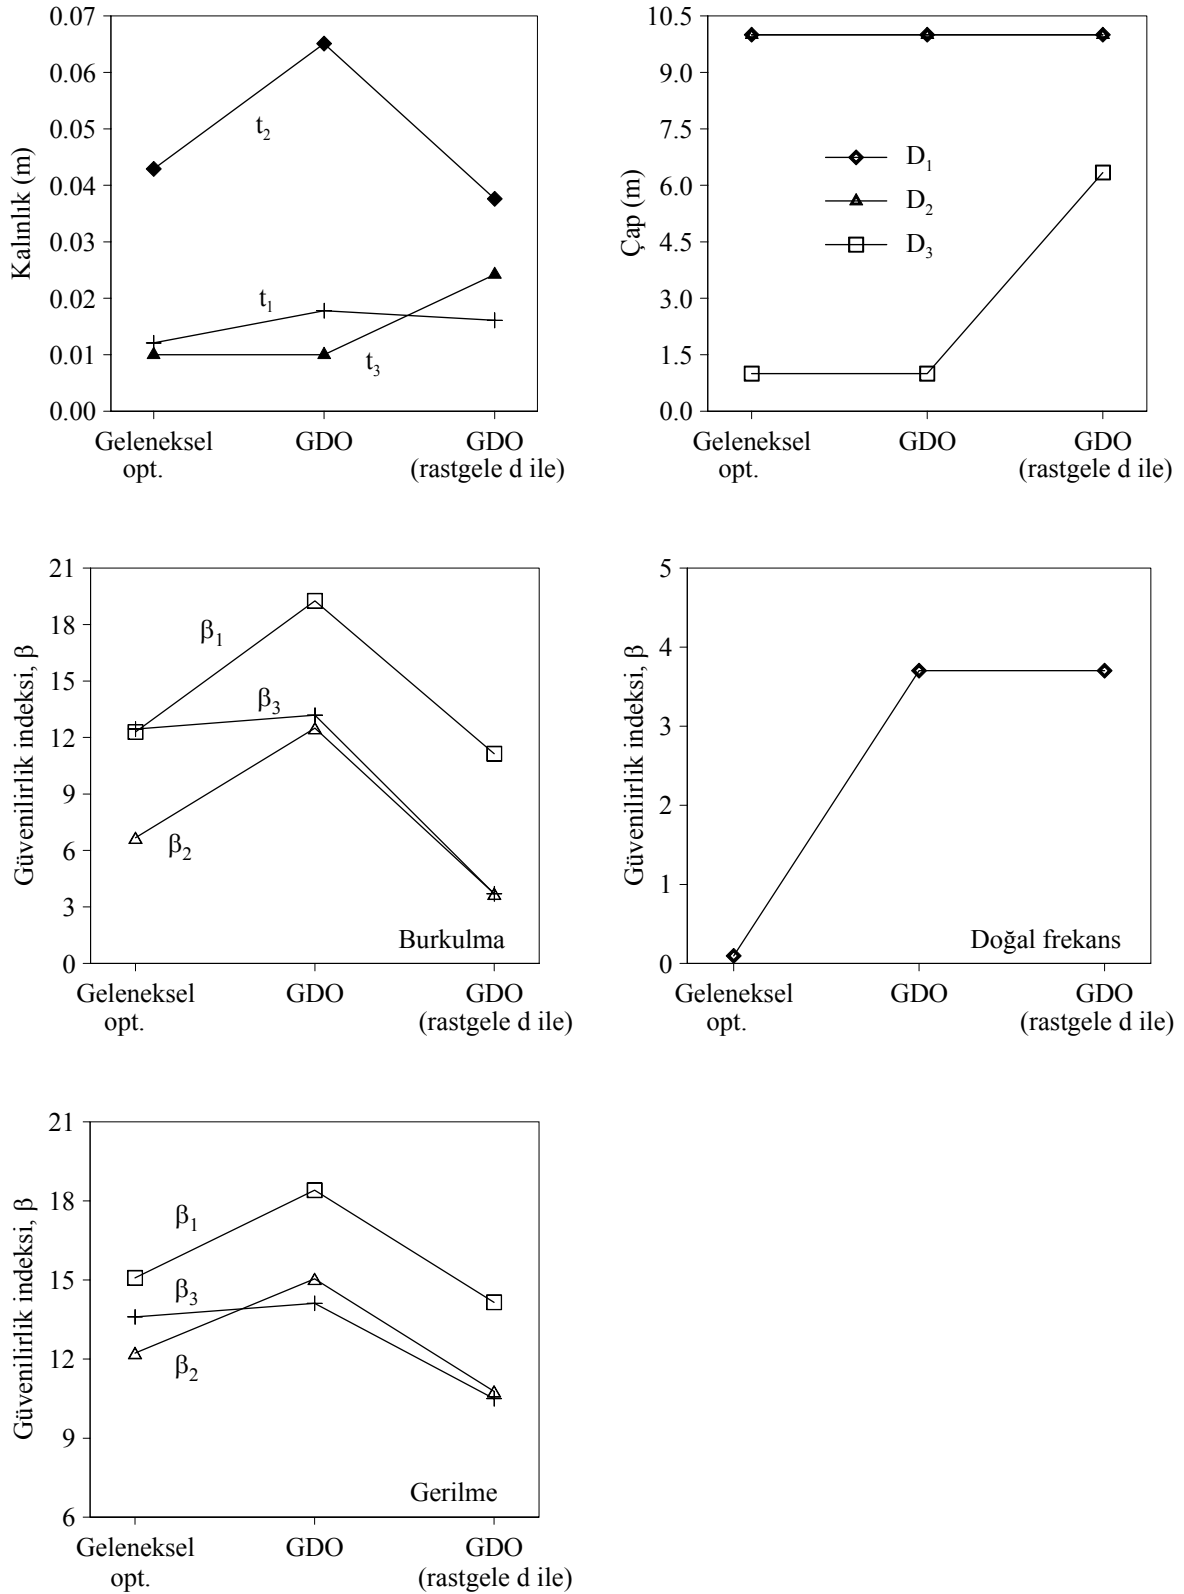 Kalınlık (m)
0.07
0.06
0.05
0.04
0.03
0.02
0.01
0.00
t₂
t₁
t₃
Geleneksel
opt.
GDO
GDO
(rastgele d ile)
Çap (m)
10.5
9.0
7.5
6.0
4.5
3.0
1.5
0.0
D₁
D₂
D₃
Geleneksel
opt.
GDO
GDO
(rastgele d ile)
Güvenilirlik indeksi, β
21
18
15
12
9
6
3
0
β₁
β₃
β₂
Burkulma
Geleneksel
opt.
GDO
GDO
(rastgele d ile)
Güvenilirlik indeksi, β
5
4
3
2
1
0
Doğal frekans
Geleneksel
opt.
GDO
GDO
(rastgele d ile)
Güvenilirlik indeksi, β
21
18
15
12
9
6
β₁
β₃
β₂
Gerilme
Geleneksel
opt.
GDO
GDO
(rastgele d ile)